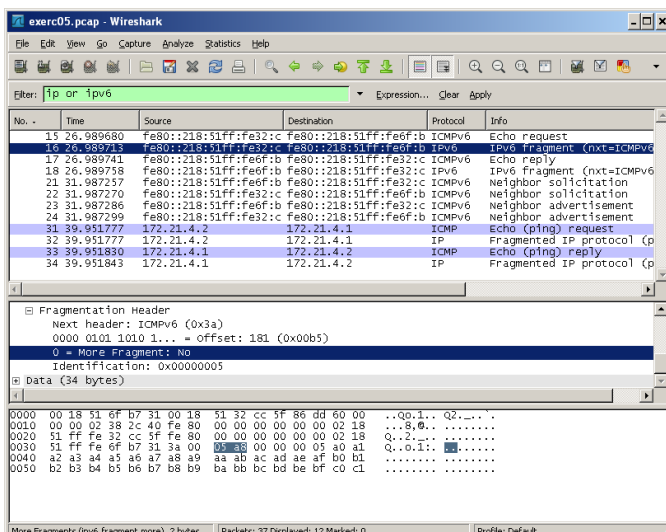 exerc05.pcap - Wireshark
File Edit View Go Capture Analyze Statistics Help
Filter: ip or ipv6 Expression... Clear Apply
No. - Time Source Destination Protocol Info
15 26.989680 fe80::218:51ff:fe32:c fe80::218:51ff:fe6f:b ICMPv6 Echo request
16 26.989713 fe80::218:51ff:fe32:c fe80::218:51ff:fe6f:b IPv6 IPv6 fragment (nxt=ICMPv6
17 26.989741 fe80::218:51ff:fe6f:b fe80::218:51ff:fe32:c ICMPv6 Echo reply
18 26.989758 fe80::218:51ff:fe6f:b fe80::218:51ff:fe32:c IPv6 IPv6 fragment (nxt=ICMPv6
21 31.987257 fe80::218:51ff:fe6f:b fe80::218:51ff:fe32:c ICMPv6 Neighbor solicitation
22 31.987270 fe80::218:51ff:fe32:c fe80::218:51ff:fe6f:b ICMPv6 Neighbor solicitation
23 31.987286 fe80::218:51ff:fe6f:b fe80::218:51ff:fe32:c ICMPv6 Neighbor advertisement
24 31.987299 fe80::218:51ff:fe32:c fe80::218:51ff:fe6f:b ICMPv6 Neighbor advertisement
31 39.951777 172.21.4.2 172.21.4.1 ICMP Echo (ping) request
32 39.951777 172.21.4.2 172.21.4.1 IP Fragmented IP protocol (p
33 39.951830 172.21.4.1 172.21.4.2 ICMP Echo (ping) reply
34 39.951843 172.21.4.1 172.21.4.2 IP Fragmented IP protocol (p
Fragmentation Header
Next header: ICMPv6 (0x3a)
0000 0101 1010 1... = Offset: 181 (0x00b5)
0 = More Fragment: No
Identification: 0x00000005
Data (34 bytes)
0000 00 18 51 6f b7 31 00 18 51 32 cc 5f 86 dd 60 00 ..Qo.1.. Q2._..`.
0010 00 00 02 38 2c 40 fe 80 00 00 00 00 00 00 02 18 ...8,@.. ........
0020 51 ff fe 32 cc 5f fe 80 00 00 00 00 00 00 02 18 Q..2._.. ........
0030 51 ff fe 6f b7 31 3a 00 05 a8 00 00 00 05 a0 a1 Q..o.1:. ........
0040 a2 a3 a4 a5 a6 a7 a8 a9 aa ab ac ad ae af b0 b1 ........ ........
0050 b2 b3 b4 b5 b6 b7 b8 b9 ba bb bc bd be bf c0 c1 ........ ........
More Fragments (ipv6.fragment.more), 2 bytes Packets: 37 Displayed: 12 Marked: 0 Profile: Default